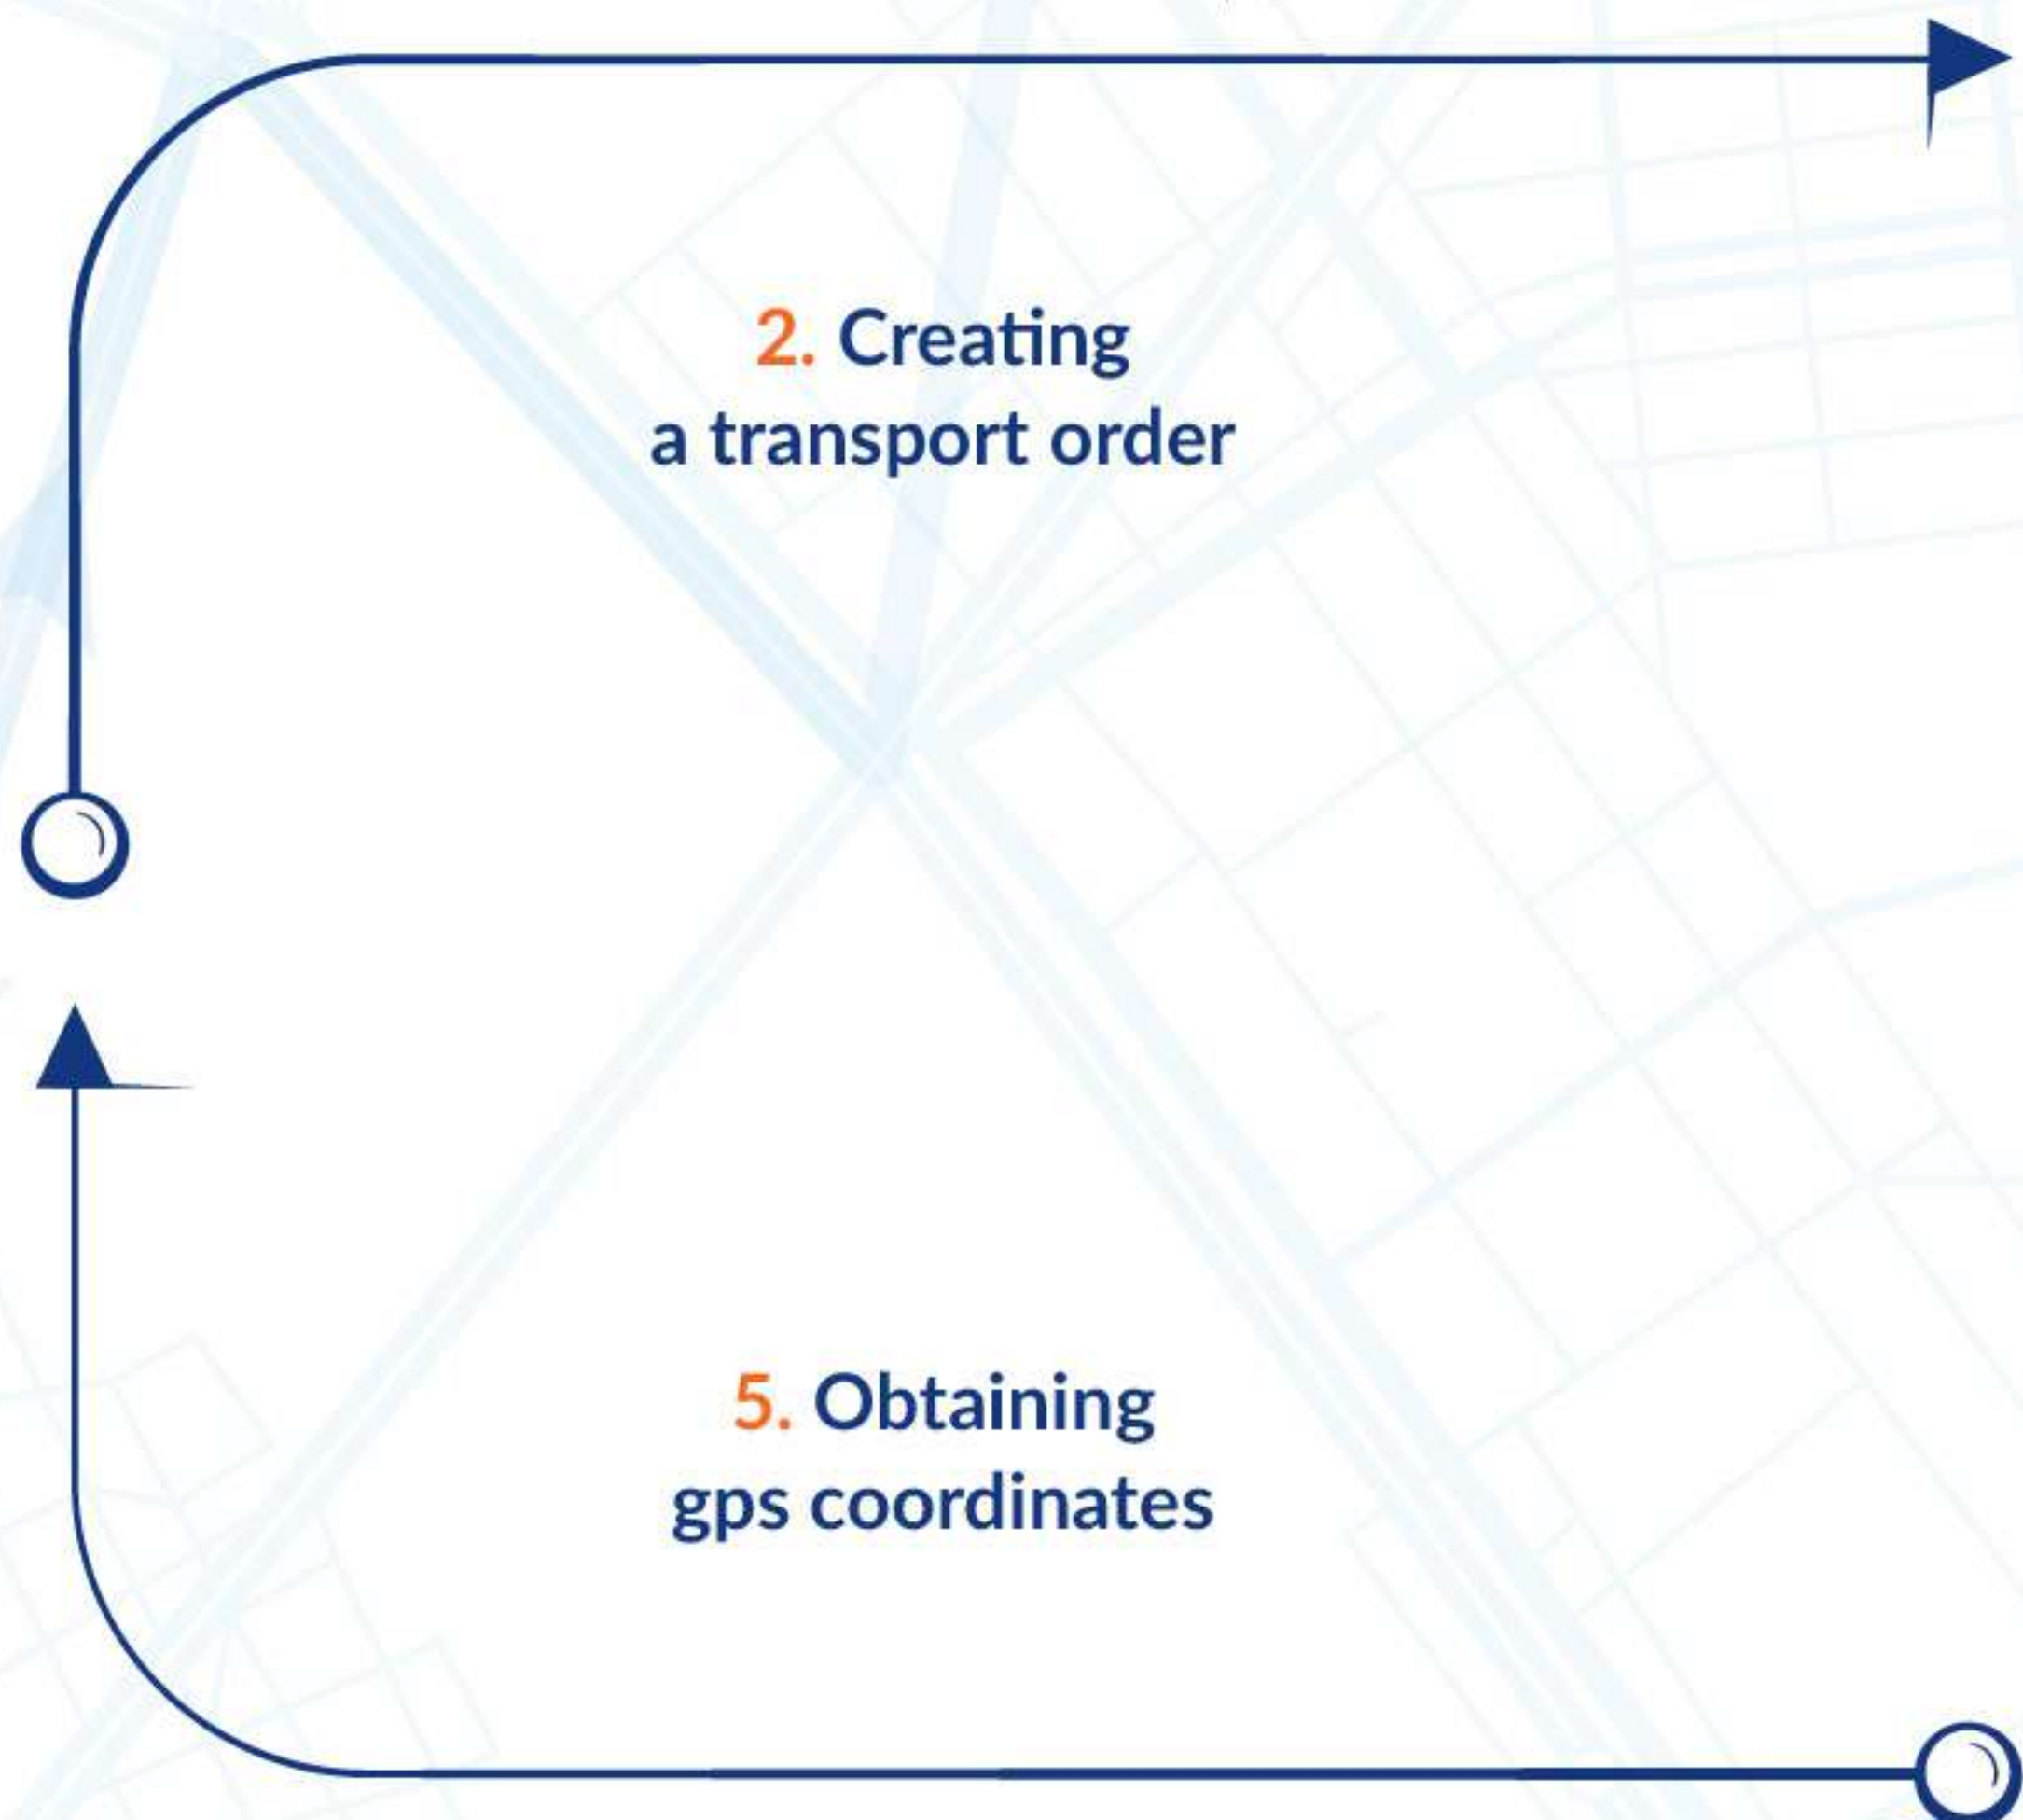 2. Creating
a transport order
5. Obtaining
gps coordinates